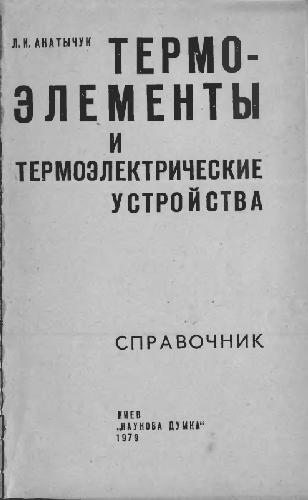 Л.И. АНАТЫЧУК
ТЕРМО-
ЭЛЕМЕНТЫ
И
ТЕРМОЭЛЕКТРИЧЕСКИЕ
УСТРОЙСТВА
СПРАВОЧНИК
КИЕВ
„НАУКОВА ДУМКА"
1979